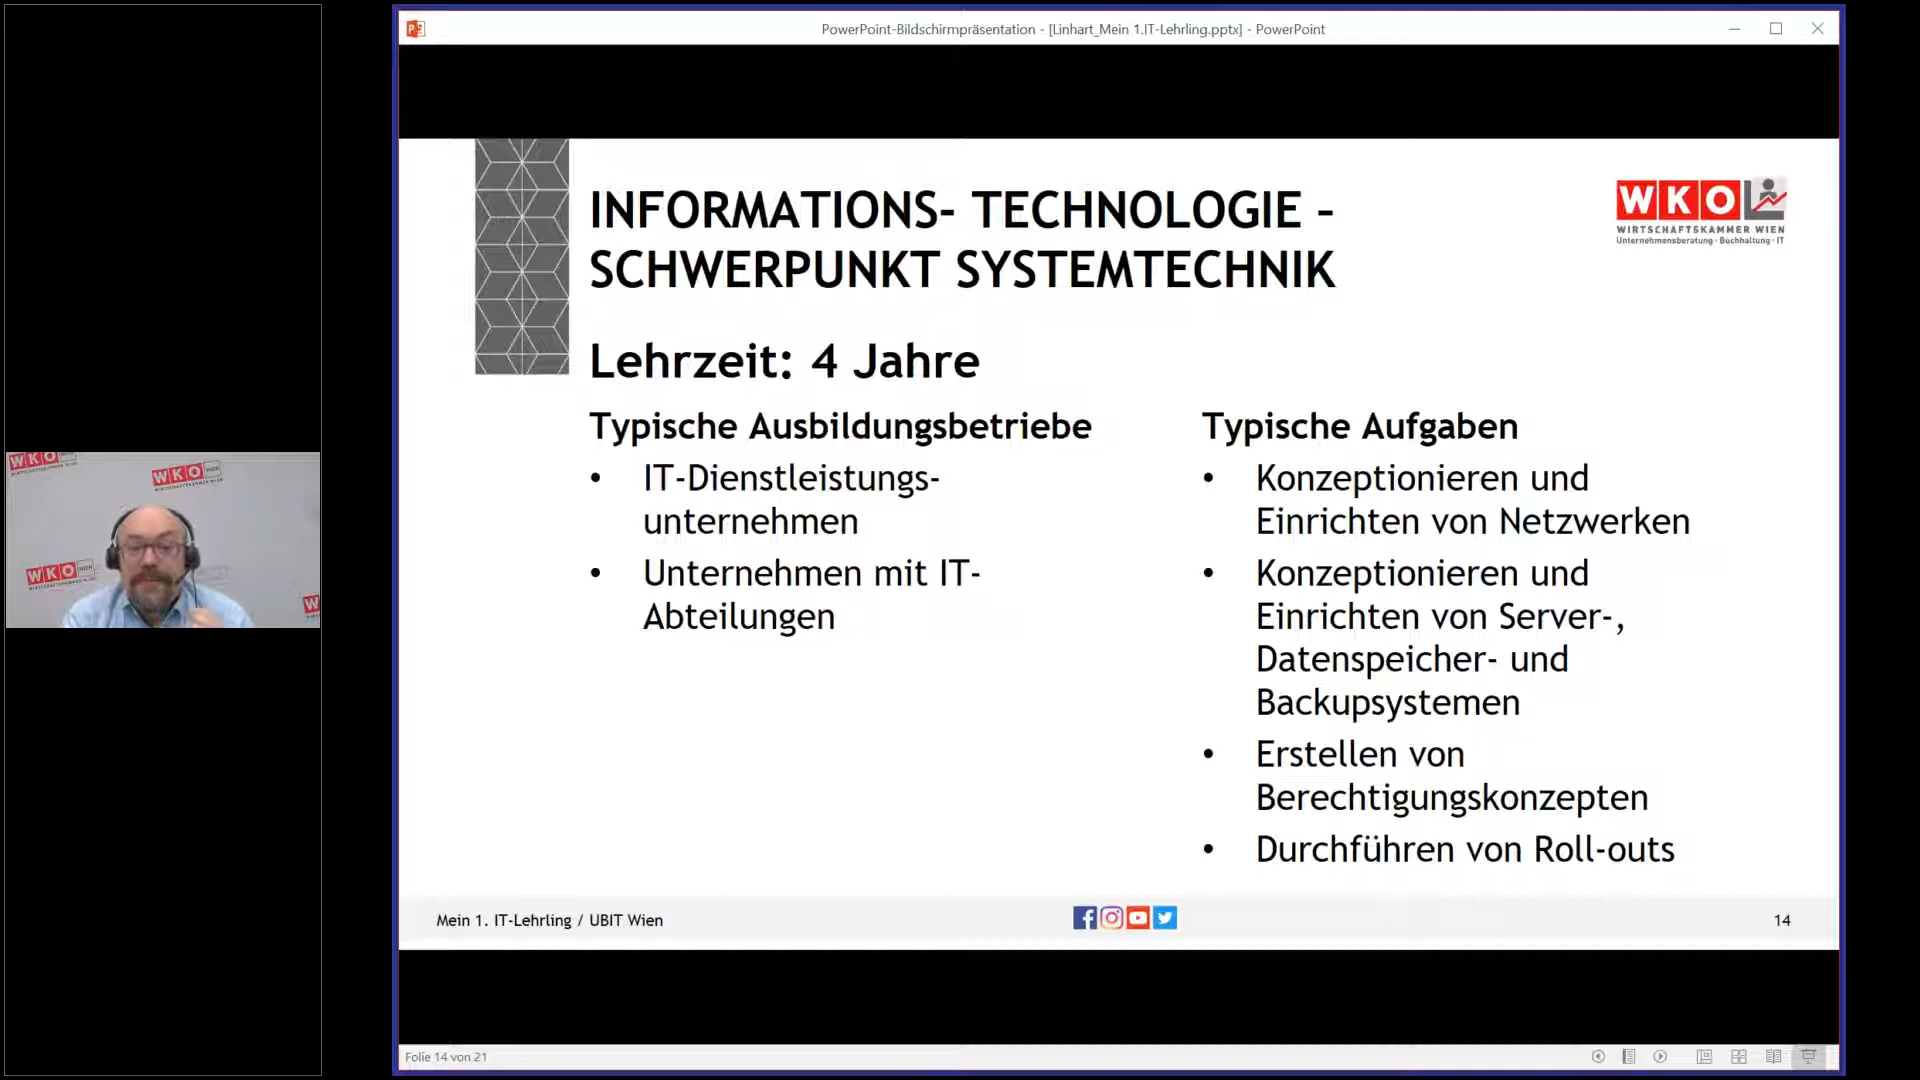 PowerPoint-Bildschirmpräsentation - [Linhart_Mein 1.IT-Lehrling.pptx] - PowerPoint
INFORMATIONS- TECHNOLOGIE –
SCHWERPUNKT SYSTEMTECHNIK
WKO
WIRTSCHAFTSKAMMER WIEN
Unternehmensberatung · Buchhaltung · IT
Lehrzeit: 4 Jahre
Typische Ausbildungsbetriebe
• IT-Dienstleistungs-
unternehmen
• Unternehmen mit IT-
Abteilungen
Typische Aufgaben
• Konzeptionieren und
Einrichten von Netzwerken
• Konzeptionieren und
Einrichten von Server-,
Datenspeicher- und
Backupsystemen
• Erstellen von
Berechtigungskonzepten
• Durchführen von Roll-outs
Mein 1. IT-Lehrling / UBIT Wien
14
Folie 14 von 21
WKO
WKO
WKO